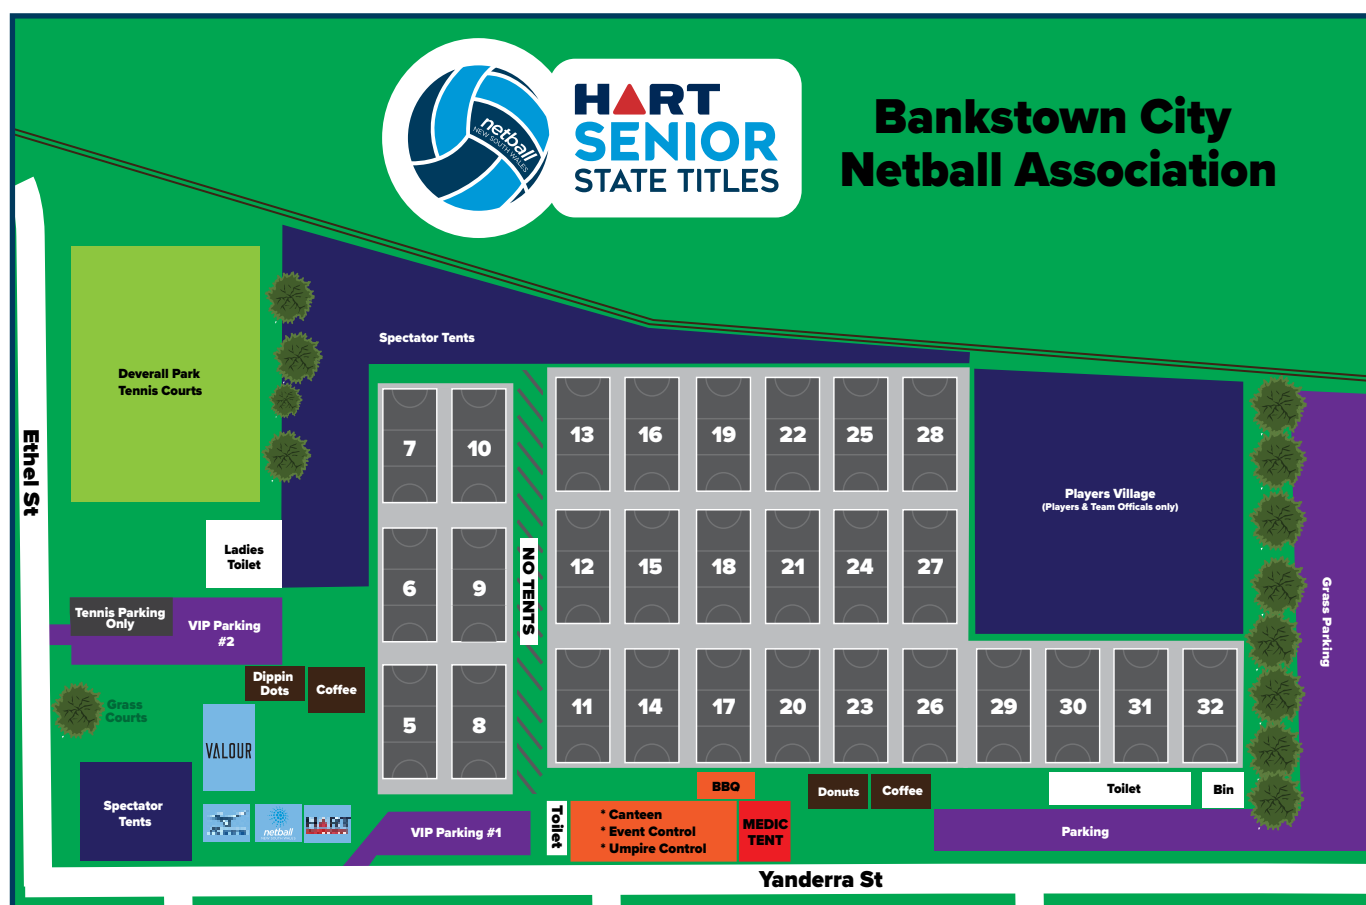 netball
NEW SOUTH WALES
HART
SENIOR
STATE TITLES
Bankstown City
Netball Association
Spectator Tents
Deverall Park
Tennis Courts
Ethel St
7
10
13
16
19
22
25
28
Players Village
(Players & Team Officals only)
Ladies
Toilet
6
9
NO TENTS
12
15
18
21
24
27
Grass Parking
Tennis Parking
Only
VIP Parking
#2
Dippin
Dots
Coffee
Grass
Courts
5
8
11
14
17
20
23
26
29
30
31
32
VALOUR
Spectator
Tents
netball
NEW SOUTH WALES
HART
VIP Parking #1
Toilet
BBQ
* Canteen
* Event Control
* Umpire Control
MEDIC
TENT
Donuts
Coffee
Toilet
Bin
Parking
Yanderra St